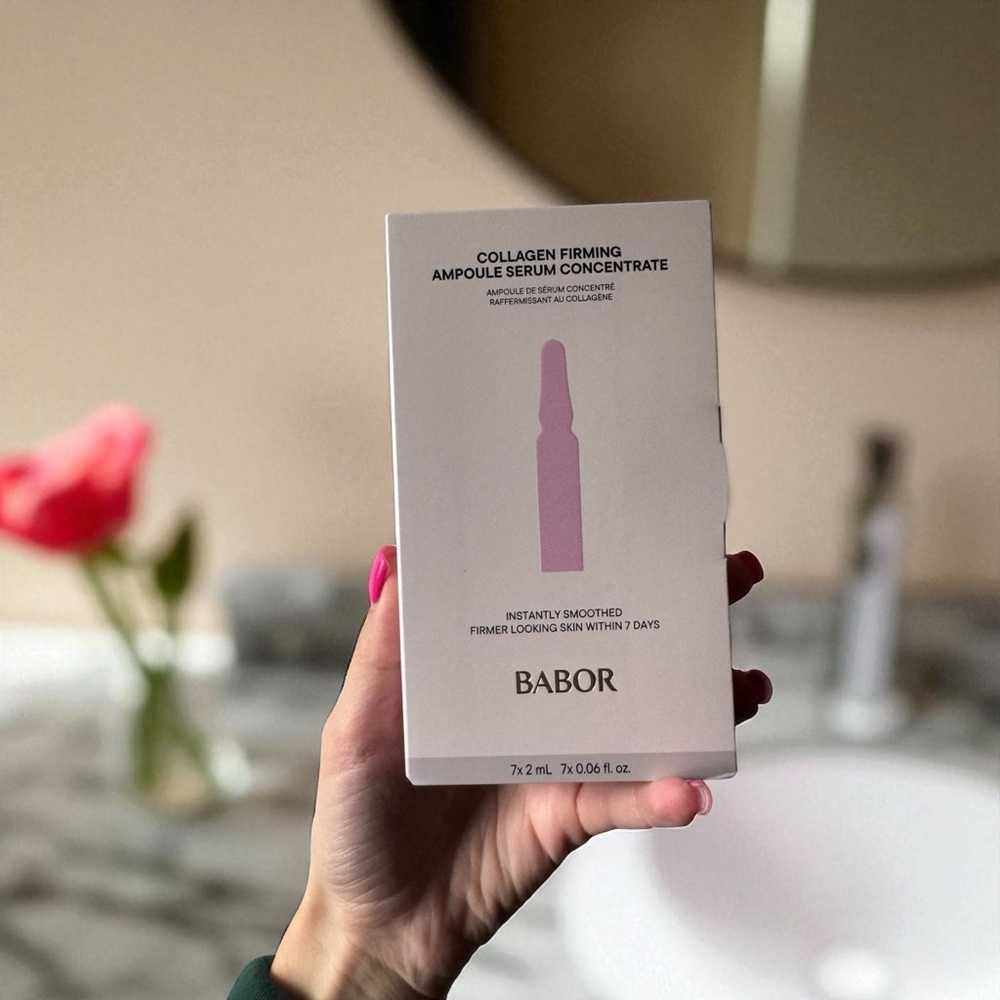 COLLAGEN FIRMING
AMPOULE SERUM CONCENTRATE
AMPOULE DE SÉRUM CONCENTRÉ
RAFFERMISSANT AU COLLAGÈNE
INSTANTLY SMOOTHED
FIRMER LOOKING SKIN WITHIN 7 DAYS
BABOR
7x 2 mL 7x 0.06 fl. oz.